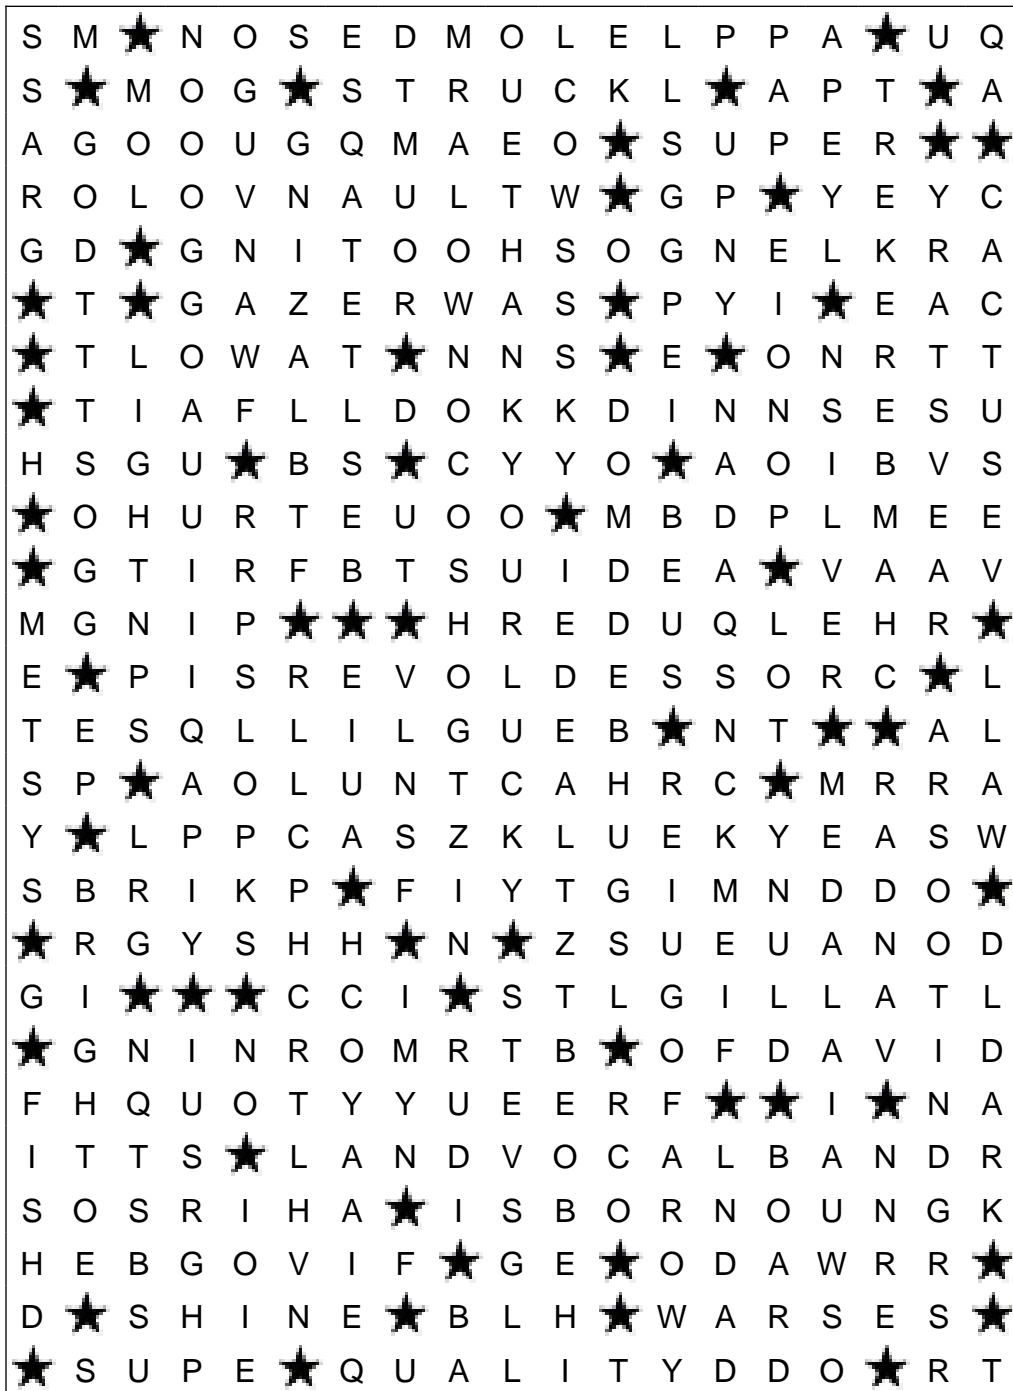 S M ★ N O S E D M O L E L P P A ★ U Q
S ★ M O G ★ S T R U C K L ★ A P T ★ A
A G O O U G Q M A E O ★ S U P E R ★ ★
R O L O V N A U L T W ★ G P ★ Y E Y C
G D ★ G N I T O O H S O G N E L K R A
★ T ★ G A Z E R W A S ★ P Y I ★ E A C
★ T L O W A T ★ N N S ★ E ★ O N R T T
★ T I A F L L D O K K D I N N S E S U
H S G U ★ B S ★ C Y Y O ★ A O I B V S
★ O H U R T E U O O ★ M B D P L M E E
★ G T I R F B T S U I D E A ★ V A A V
M G N I P ★ ★ ★ H R E D U Q L E H R ★
E ★ P I S R E V O L D E S S O R C ★ L
T E S Q L L I L G U E B ★ N T ★ ★ A L
S P ★ A O L U N T C A H R C ★ M R R A
Y ★ L P P C A S Z K L U E K Y E A S W
S B R I K P ★ F I Y T G I M N D D O ★
★ R G Y S H H ★ N ★ Z S U E U A N O D
G I ★ ★ ★ C C I ★ S T L G I L L A T L
★ G N I N R O M R T B ★ O F D A V I D
F H Q U O T Y Y U E E R F ★ ★ I ★ N A
I T T S ★ L A N D V O C A L B A N D R
S O S R I H A ★ I S B O R N O U N G K
H E B G O V I F ★ G E ★ O D A W R R ★
D ★ S H I N E ★ B L H ★ W A R S E S ★
★ S U P E ★ Q U A L I T Y D D O ★ R T